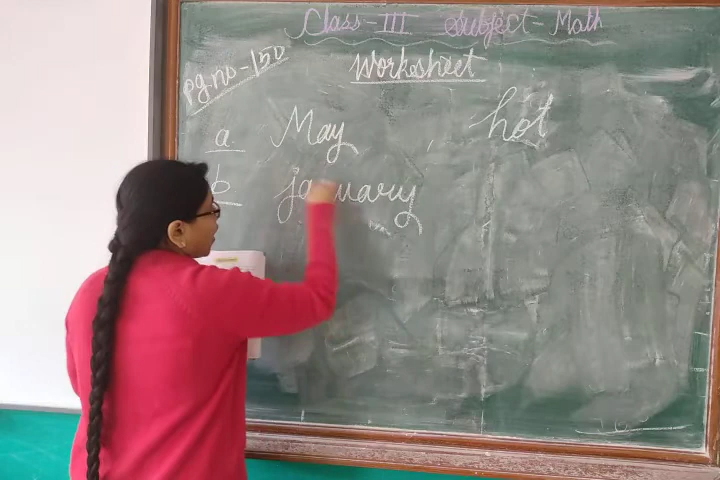 Class-III Subject-Math
Worksheet
pg.no-150
a. May, hot
b january